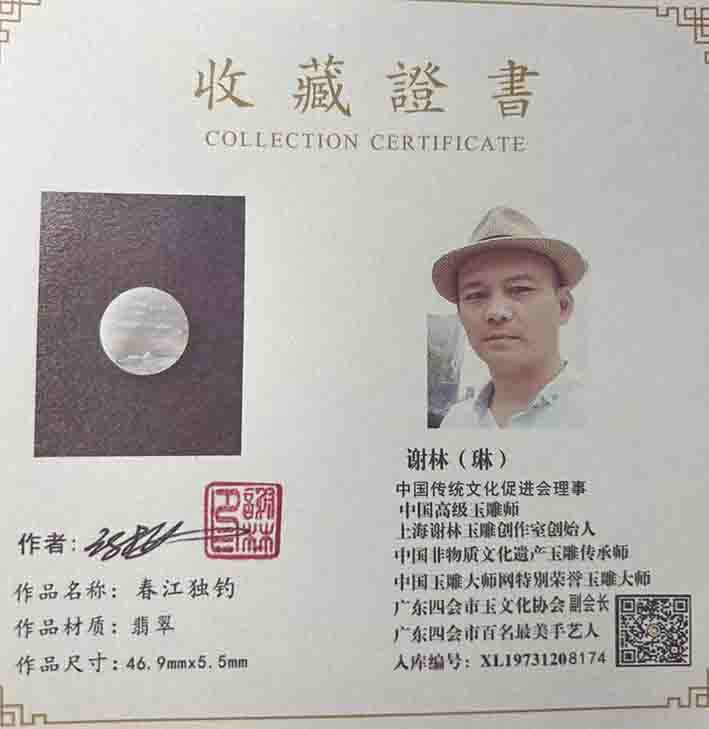 收藏證書
COLLECTION CERTIFICATE
谢林（琳）
中国传统文化促进会理事
中国高级玉雕师
上海谢林玉雕创作室创始人
中国非物质文化遗产玉雕传承师
中国玉雕大师网特别荣誉玉雕大师
广东四会市玉文化协会副会长
广东四会市百名最美手艺人
入库编号：XL19731208174
作者：
作品名称：春江独钓
作品材质：翡翠
作品尺寸：46.9mmx5.5mm